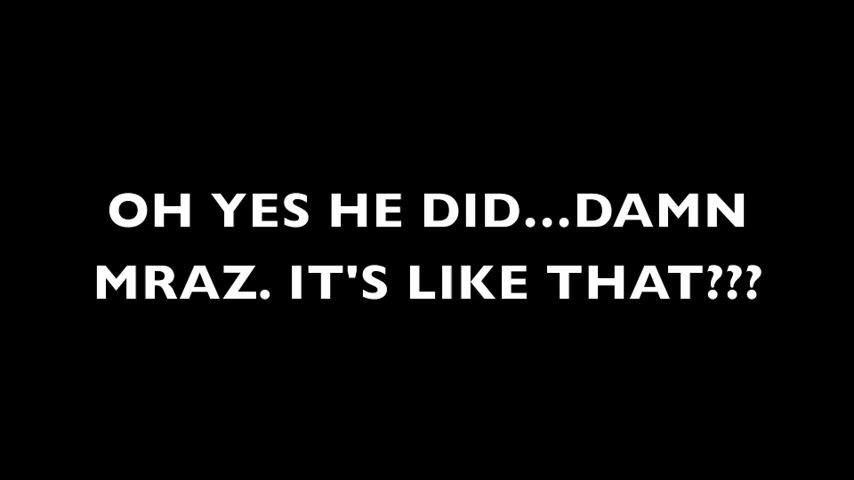 OH YES HE DID...DAMN
MRAZ. IT'S LIKE THAT???